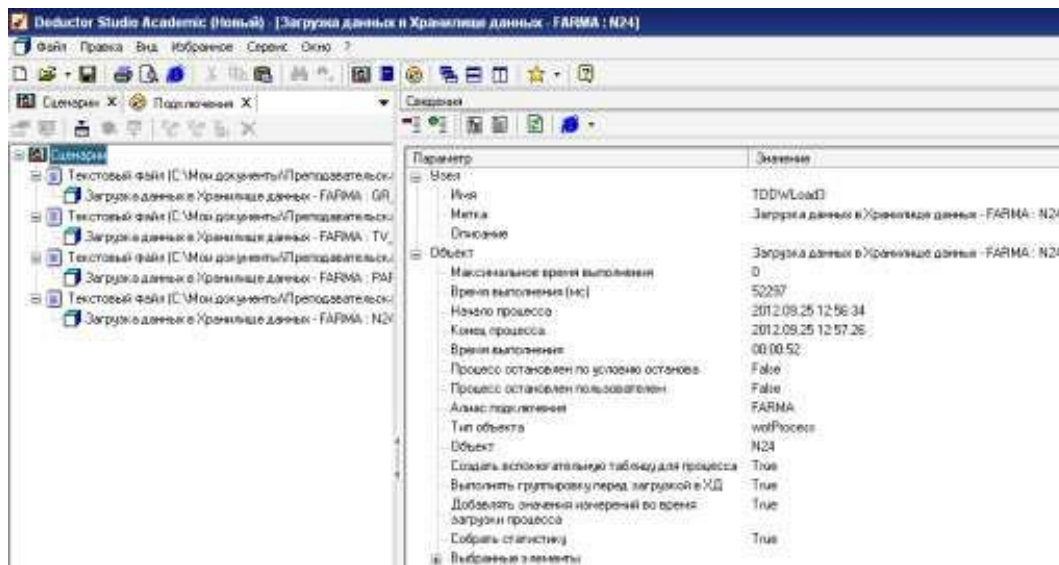 Deductor Studio Academic (Новый) - [Загрузка данных в Хранилище данных - FARMA : N24]
Файл Правка Вид Избранное Сервис Окно ?
Сценарии X Подключения X
Сведения
Сценарии
Текстовый файл (C:\Мои документы\Преподавательск
Загрузка данных в Хранилище данных - FARMA : GR_
Текстовый файл (C:\Мои документы\Преподавательск
Загрузка данных в Хранилище данных - FARMA : TV_
Текстовый файл (C:\Мои документы\Преподавательск
Загрузка данных в Хранилище данных - FARMA : PAR
Текстовый файл (C:\Мои документы\Преподавательск
Загрузка данных в Хранилище данных - FARMA : N24
Параметр Значение
Узел
Имя TDDWLoad3
Метка Загрузка данных в Хранилище данных - FARMA : N24
Описание
Объект Загрузка данных в Хранилище данных - FARMA : N24
Максимальное время выполнения 0
Время выполнения (мс) 52297
Начало процесса 2012.09.25 12:56:34
Конец процесса 2012.09.25 12:57:26
Время выполнения 00:00:52
Процесс остановлен по условию останова False
Процесс остановлен пользователем False
Алиас подключения FARMA
Тип объекта wotProcess
Объект N24
Создать вспомогательную таблицу для процесса True
Выполнять группировку перед загрузкой в ХД True
Добавлять значения измерений во время
загрузки процесса True
Собрать статистику True
Выбранные элементы